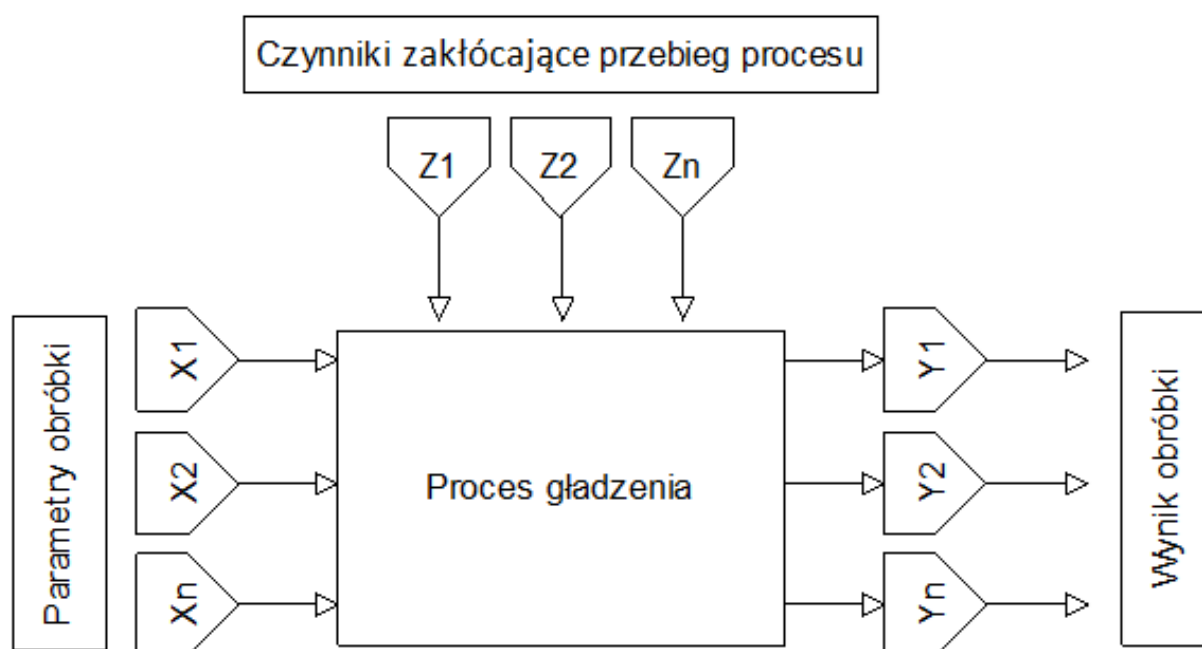 Czynniki zakłócające przebieg procesu
Z1
Z2
Zn
Parametry obróbki
X1
X2
Xn
Proces gładzenia
Y1
Y2
Yn
Wynik obróbki